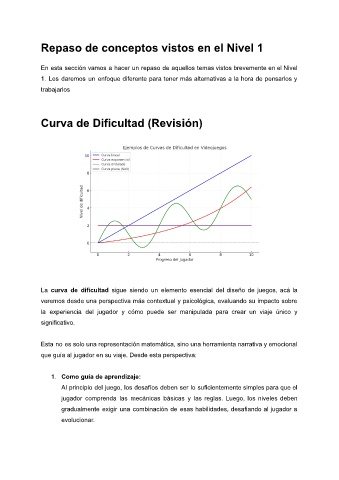 Repaso de conceptos vistos en el Nivel 1
En esta sección vamos a hacer un repaso de aquellos temas vistos brevemente en el Nivel
1. Les daremos un enfoque diferente para tener más alternativas a la hora de pensarlos y
trabajarlos
Curva de Dificultad (Revisión)
Ejemplos de Curvas de Dificultad en Videojuegos
Curva lineal
Curva exponencial
Curva ondulada
Curva plana (fácil)
Nivel de dificultad
10
8
6
4
2
0
0 2 4 6 8 10
Progreso del jugador
La curva de dificultad sigue siendo un elemento esencial del diseño de juegos, acá la
veremos desde una perspectiva más contextual y psicológica, evaluando su impacto sobre
la experiencia del jugador y cómo puede ser manipulada para crear un viaje único y
significativo.
Esta no es solo una representación matemática, sino una herramienta narrativa y emocional
que guía al jugador en su viaje. Desde esta perspectiva:
1. Como guía de aprendizaje:
Al principio del juego, los desafíos deben ser lo suficientemente simples para que el
jugador comprenda las mecánicas básicas y las reglas. Luego, los niveles deben
gradualmente exigir una combinación de esas habilidades, desafiando al jugador a
evolucionar.